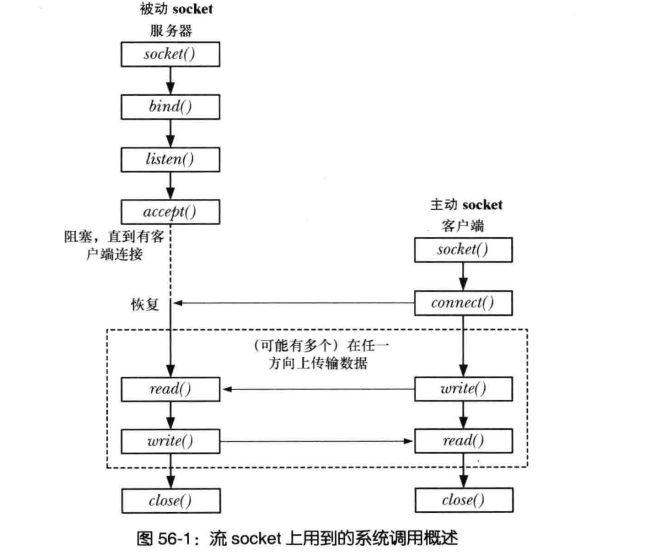 被动 socket
服务器
socket()
bind()
listen()
accept()
阻塞，直到有客
户端连接
主动 socket
客户端
socket()
恢复
connect()
（可能有多个）在任一
方向上传输数据
read()
write()
write()
read()
close()
close()
图 56-1：流 socket 上用到的系统调用概述